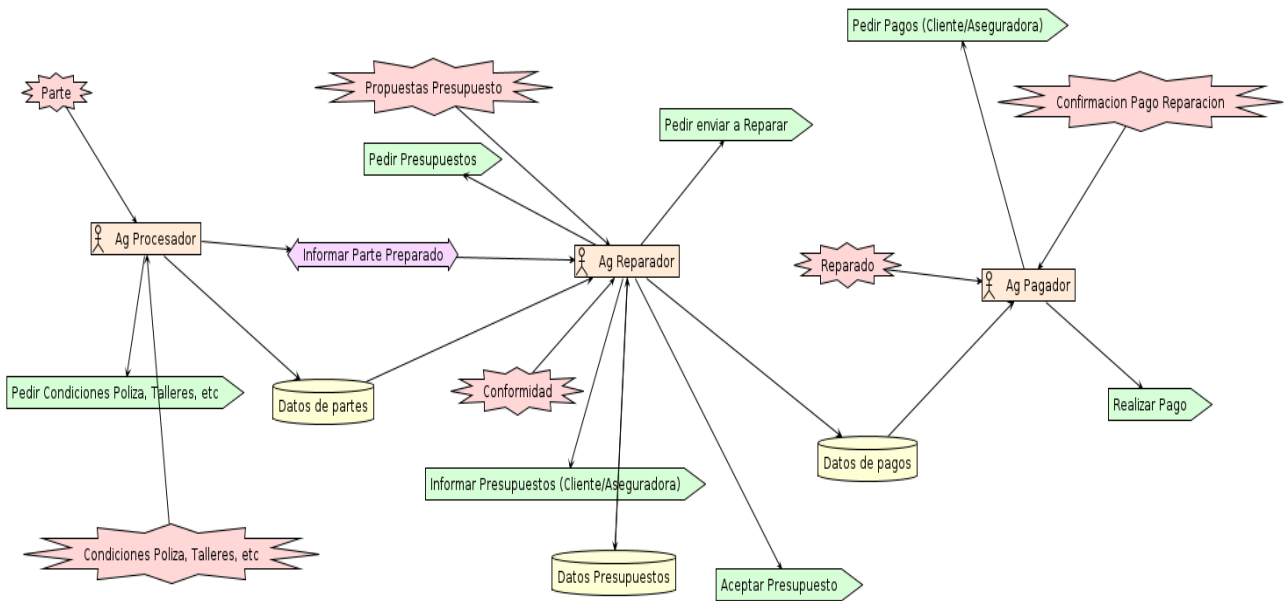 Pedir Pagos (Cliente/Aseguradora)
Parte
Propuestas Presupuesto
Confirmacion Pago Reparacion
Pedir enviar a Reparar
Pedir Presupuestos
Ag Procesador
Informar Parte Preparado
Ag Reparador
Reparado
Ag Pagador
Pedir Condiciones Poliza, Talleres, etc
Datos de partes
Conformidad
Realizar Pago
Datos de pagos
Informar Presupuestos (Cliente/Aseguradora)
Condiciones Poliza, Talleres, etc
Datos Presupuestos
Aceptar Presupuesto